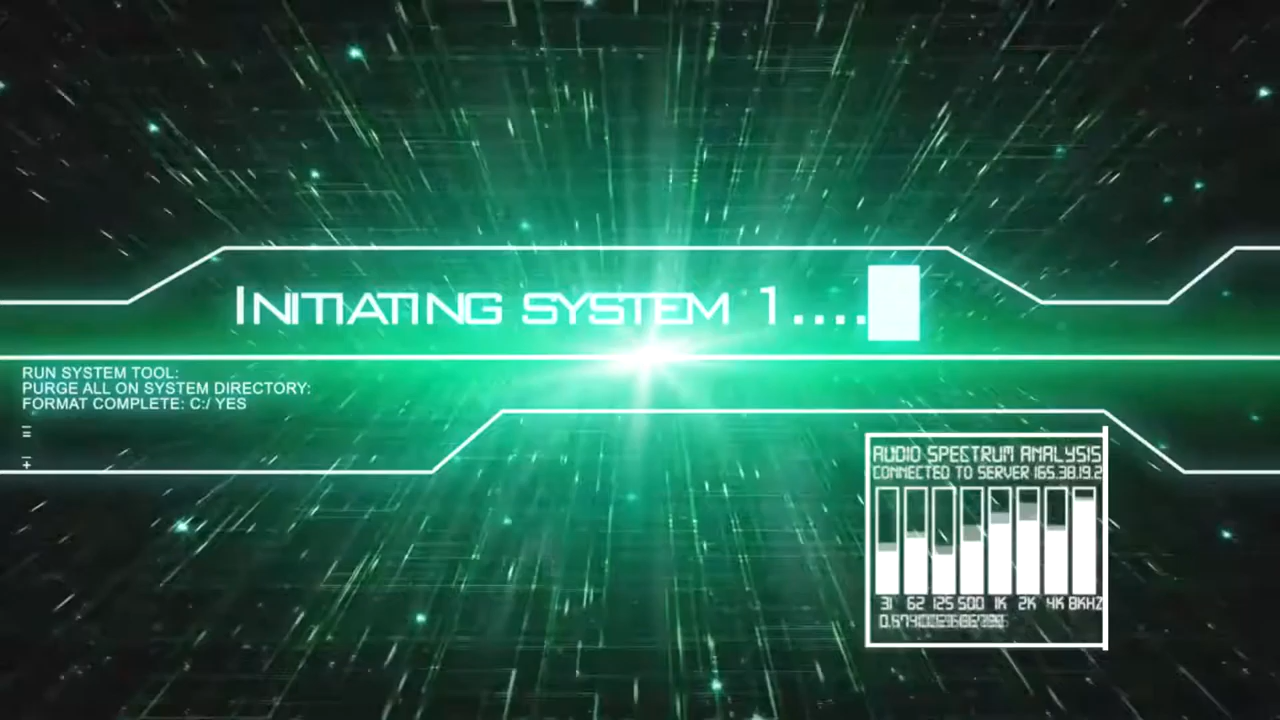 Initiating system 1....
RUN SYSTEM TOOL:
PURGE ALL ON SYSTEM DIRECTORY:
FORMAT COMPLETE: C:/ YES
AUDIO SPECTRUM ANALYSIS
CONNECTED TO SERVER 165.38.19.2
31 62 125 500 1K 2K 4K 8KHZ